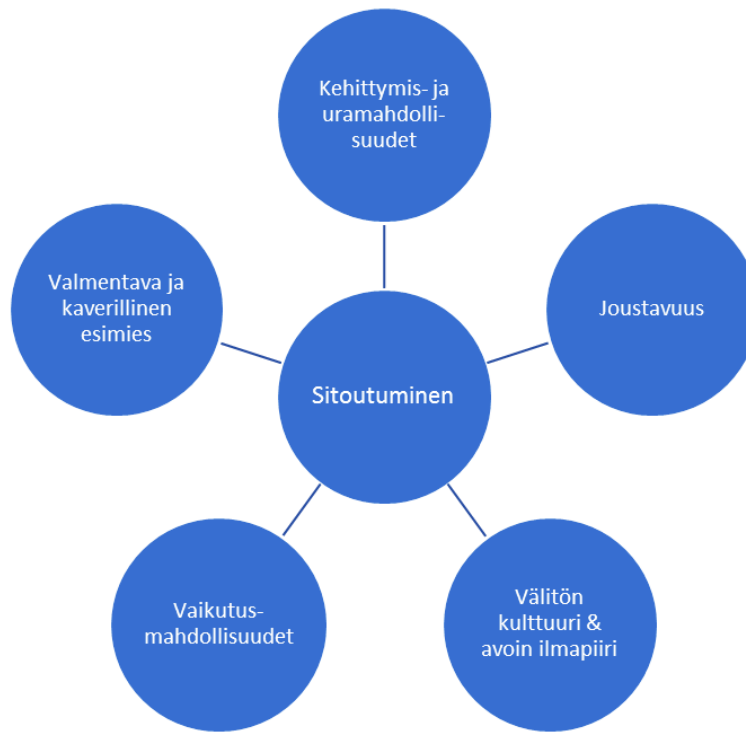 Kehittymis- ja
uramahdolli-
suudet
Valmentava ja
kaverillinen
esimies
Joustavuus
Sitoutuminen
Vaikutus-
mahdollisuudet
Välitön
kulttuuri &
avoin ilmapiiri